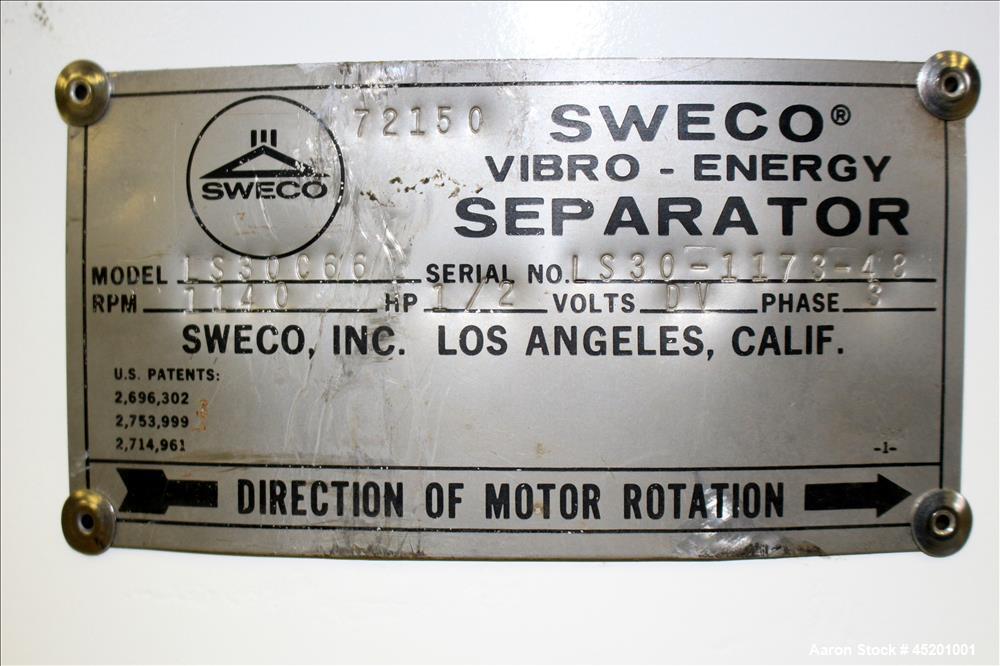 72150
SWECO
SWECO®
VIBRO - ENERGY
SEPARATOR
MODEL SERIAL NO. LS30-1173-48
RPM 1140 HP 1/2 VOLTS DV PHASE 3
SWECO, INC. LOS ANGELES, CALIF.
U.S. PATENTS:
2,696,302
2,753,999
2,714,961
-1-
DIRECTION OF MOTOR ROTATION
Aaron Stock # 45201001